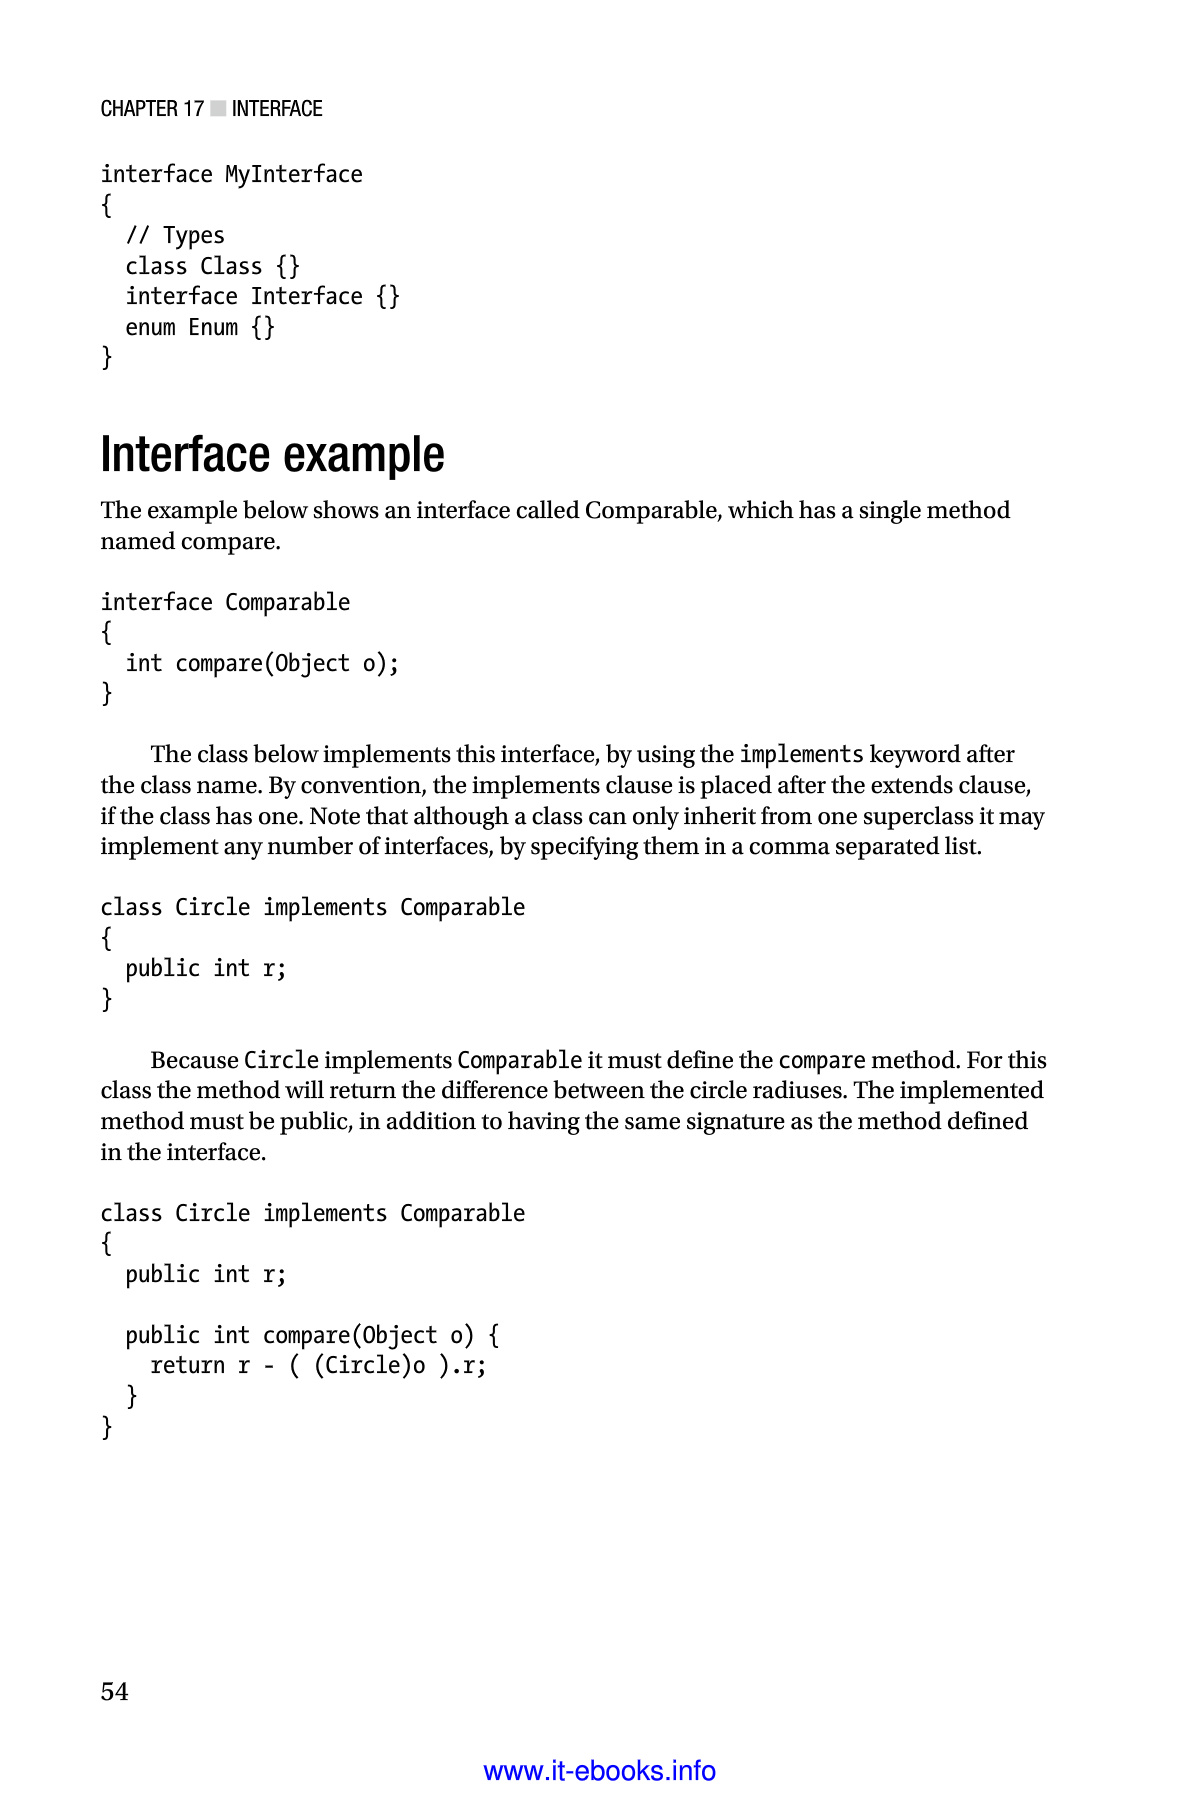 CHAPTER 17 ■ INTERFACE
interface MyInterface
{
  // Types
  class Class {}
  interface Interface {}
  enum Enum {}
}
Interface example
The example below shows an interface called Comparable, which has a single method
named compare.
interface Comparable
{
  int compare(Object o);
}
The class below implements this interface, by using the implements keyword after
the class name. By convention, the implements clause is placed after the extends clause,
if the class has one. Note that although a class can only inherit from one superclass it may
implement any number of interfaces, by specifying them in a comma separated list.
class Circle implements Comparable
{
  public int r;
}
Because Circle implements Comparable it must define the compare method. For this
class the method will return the difference between the circle radiuses. The implemented
method must be public, in addition to having the same signature as the method defined
in the interface.
class Circle implements Comparable
{
  public int r;
  public int compare(Object o) {
    return r - ( (Circle)o ).r;
  }
}
54
www.it-ebooks.info